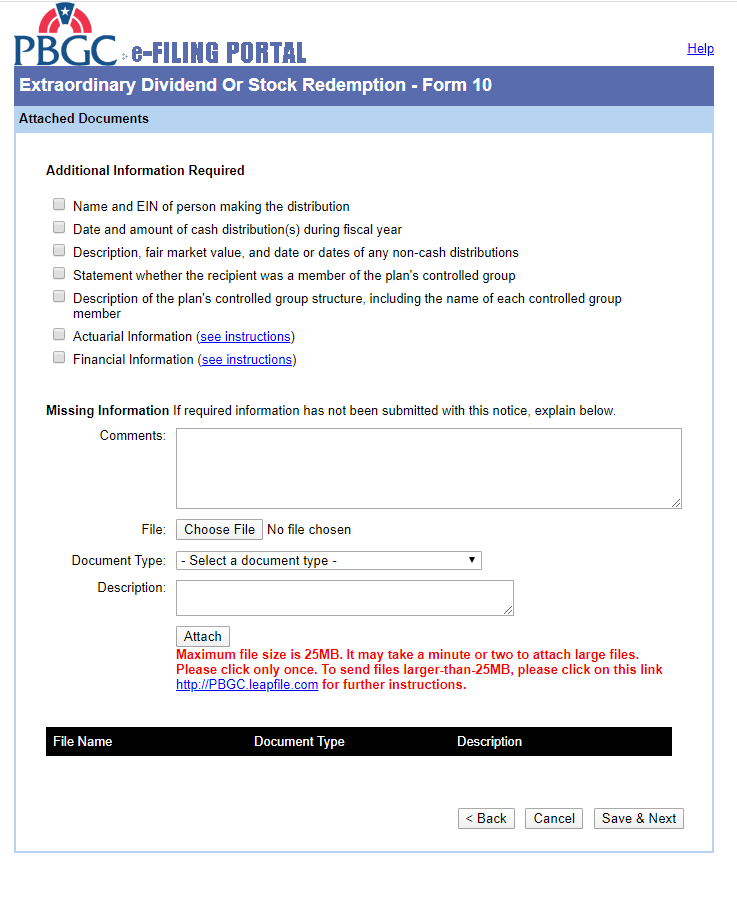 PBGC e-FILING PORTAL
Help
Extraordinary Dividend Or Stock Redemption - Form 10
Attached Documents
Additional Information Required
Name and EIN of person making the distribution
Date and amount of cash distribution(s) during fiscal year
Description, fair market value, and date or dates of any non-cash distributions
Statement whether the recipient was a member of the plan's controlled group
Description of the plan's controlled group structure, including the name of each controlled group
member
Actuarial Information (see instructions)
Financial Information (see instructions)
Missing Information If required information has not been submitted with this notice, explain below.
Comments:
File: Choose File No file chosen
Document Type: - Select a document type -
Description:
Attach
Maximum file size is 25MB. It may take a minute or two to attach large files.
Please click only once. To send files larger-than-25MB, please click on this link
http://PBGC.leapfile.com for further instructions.
File Name Document Type Description
< Back Cancel Save & Next